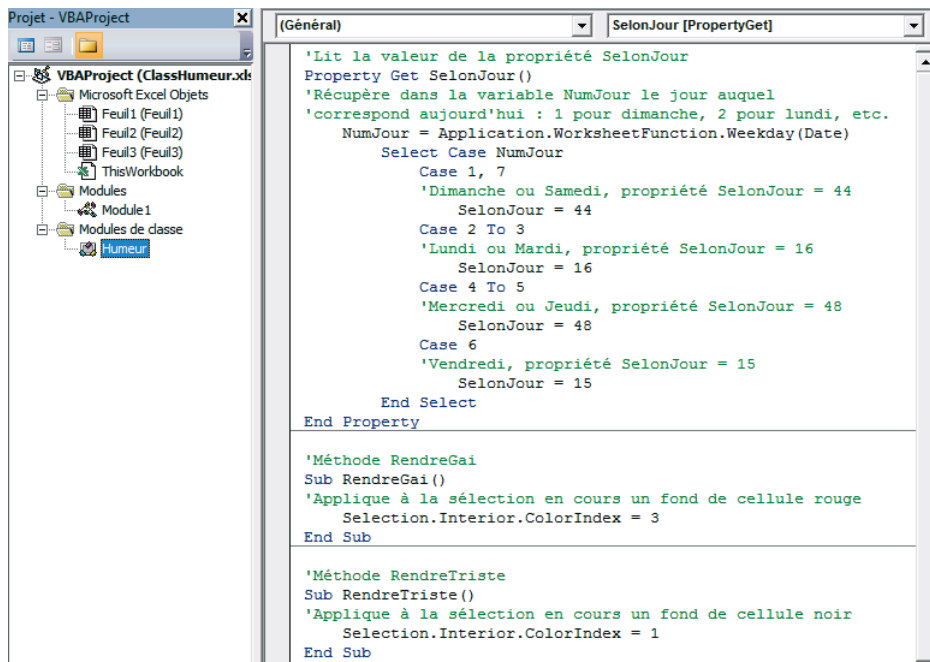 Projet - VBAProject
VBAProject (ClassHumeur.xls
Microsoft Excel Objets
Feuil1 (Feuil1)
Feuil2 (Feuil2)
Feuil3 (Feuil3)
ThisWorkbook
Modules
Module1
Modules de classe
Humeur
(Général)
SelonJour [PropertyGet]
'Lit la valeur de la propriété SelonJour
Property Get SelonJour()
'Récupère dans la variable NumJour le jour auquel
'correspond aujourd'hui : 1 pour dimanche, 2 pour lundi, etc.
NumJour = Application.WorksheetFunction.Weekday(Date)
Select Case NumJour
Case 1, 7
'Dimanche ou Samedi, propriété SelonJour = 44
SelonJour = 44
Case 2 To 3
'Lundi ou Mardi, propriété SelonJour = 16
SelonJour = 16
Case 4 To 5
'Mercredi ou Jeudi, propriété SelonJour = 48
SelonJour = 48
Case 6
'Vendredi, propriété SelonJour = 15
SelonJour = 15
End Select
End Property
'Méthode RendreGai
Sub RendreGai()
'Applique à la sélection en cours un fond de cellule rouge
Selection.Interior.ColorIndex = 3
End Sub
'Méthode RendreTriste
Sub RendreTriste()
'Applique à la sélection en cours un fond de cellule noir
Selection.Interior.ColorIndex = 1
End Sub